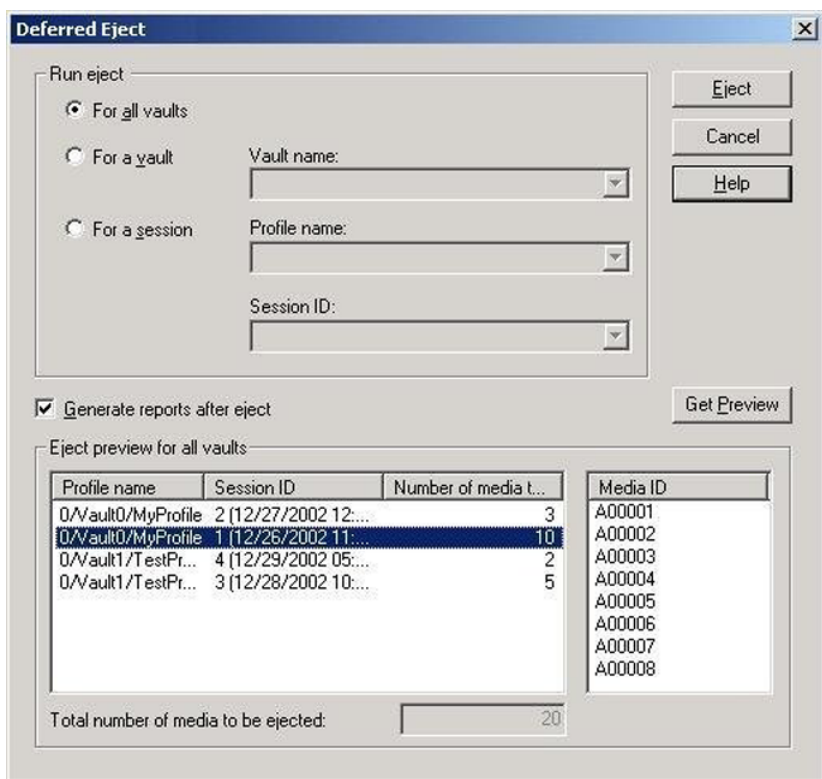 Deferred Eject
Run eject
For all vaults
For a vault
Vault name:
For a session
Profile name:
Session ID:
Eject
Cancel
Help
Generate reports after eject
Get Preview
Eject preview for all vaults
Profile name Session ID Number of media t... Media ID
0/Vault0/MyProfile 2 (12/27/2002 12:... 3
0/Vault0/MyProfile 1 (12/26/2002 11:... 10
0/Vault1/TestPr... 4 (12/29/2002 05:... 2
0/Vault1/TestPr... 3 (12/28/2002 10:... 5
A00001
A00002
A00003
A00004
A00005
A00006
A00007
A00008
Total number of media to be ejected: 20